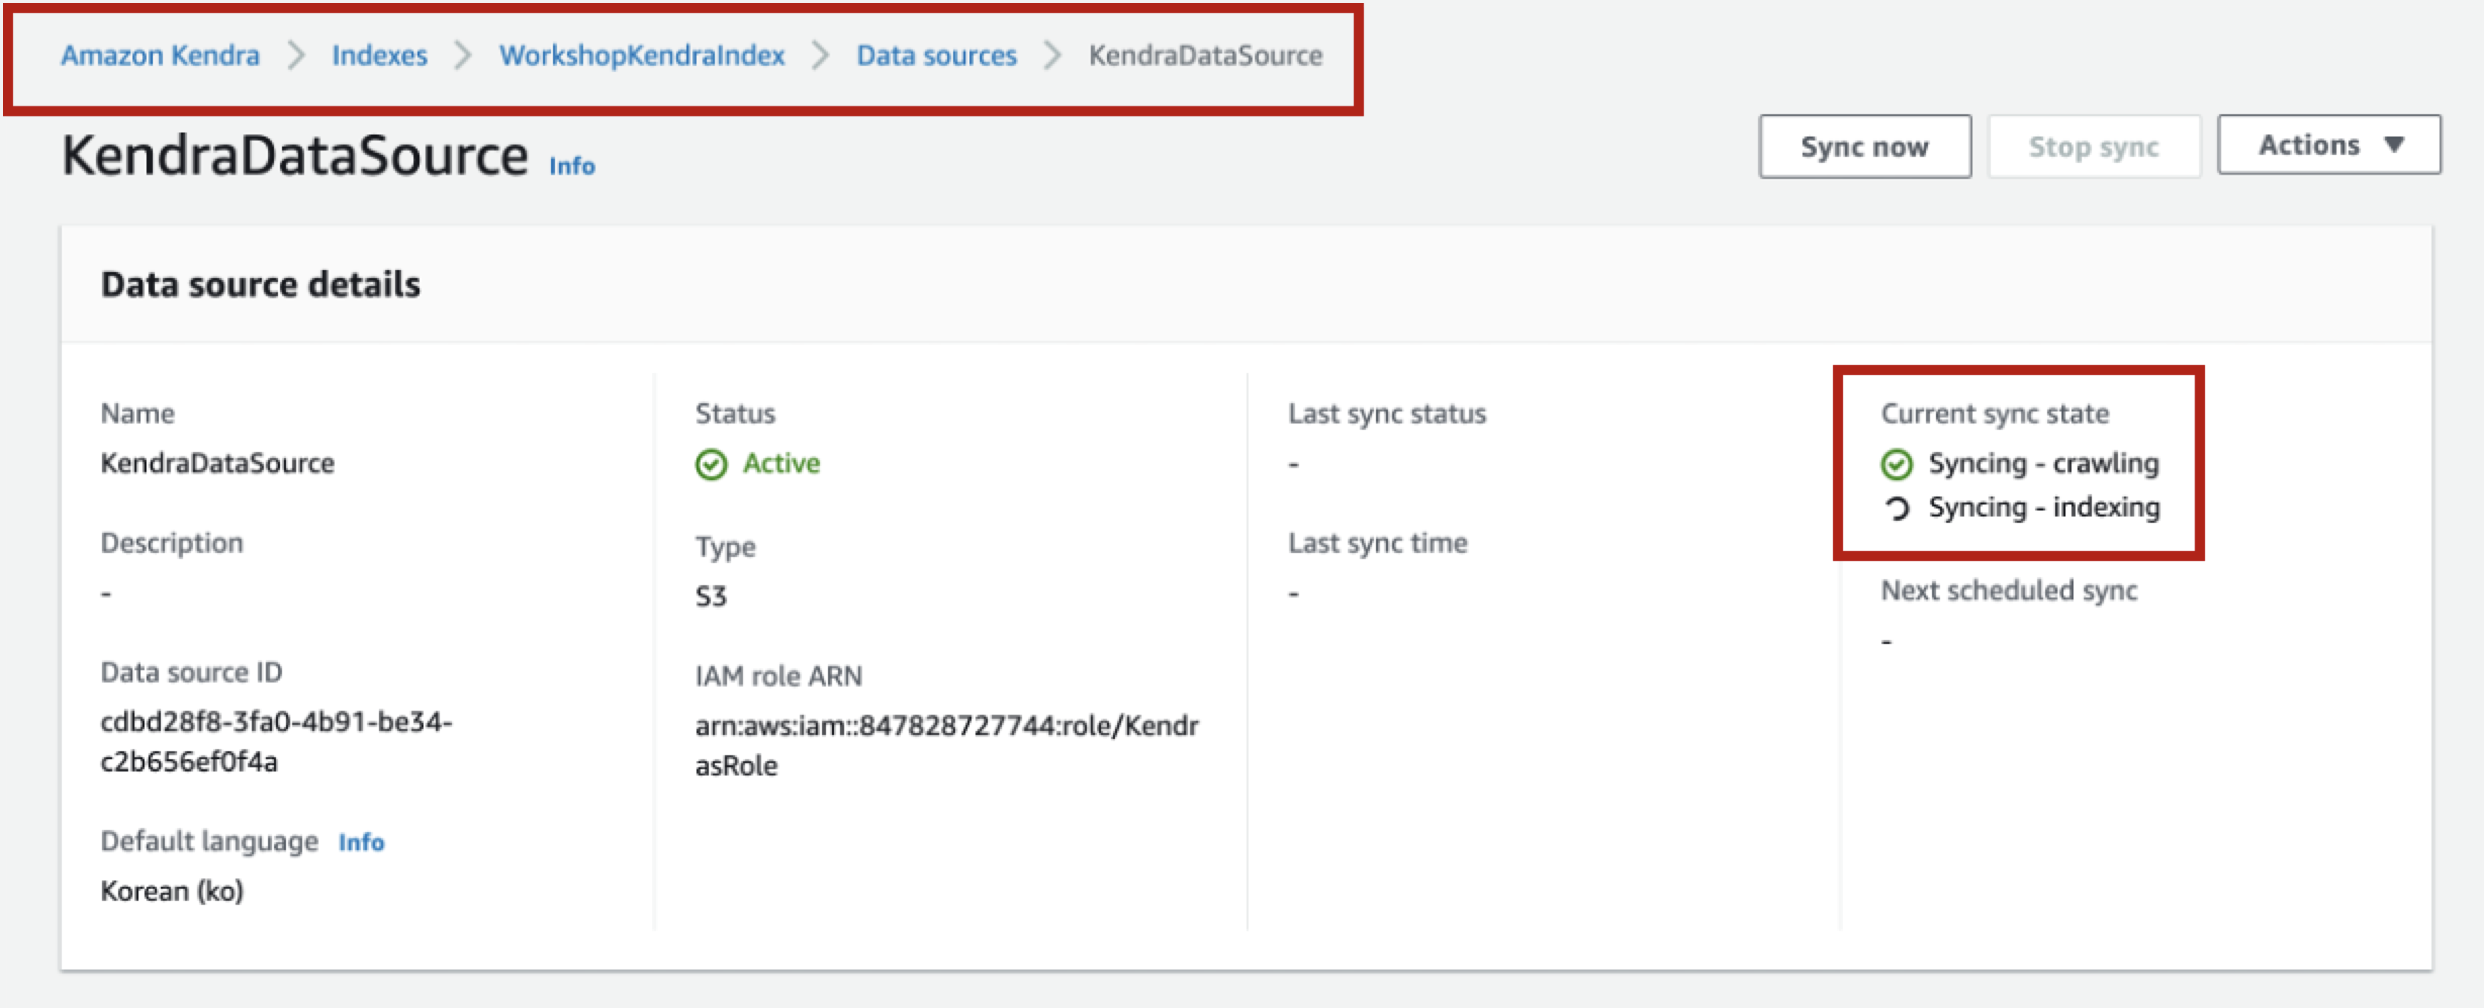 Amazon Kendra > Indexes > WorkshopKendraIndex > Data sources > KendraDataSource
KendraDataSource Info
Sync now
Stop sync
Actions ▼
Data source details
Name
KendraDataSource
Description
-
Data source ID
cdbd28f8-3fa0-4b91-be34-
c2b656ef0f4a
Default language Info
Korean (ko)
Status
Active
Type
S3
IAM role ARN
arn:aws:iam::847828727744:role/Kendr
asRole
Last sync status
-
Last sync time
-
Current sync state
Syncing - crawling
Syncing - indexing
Next scheduled sync
-